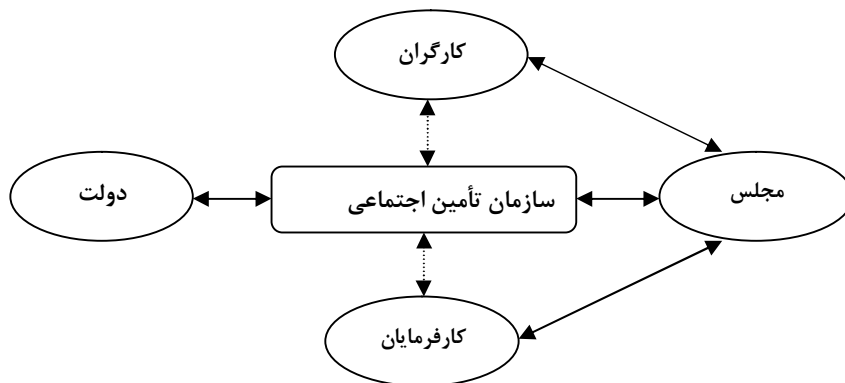 کارگران
مجلس
سازمان تأمین اجتماعی
دولت
کارفرمایان